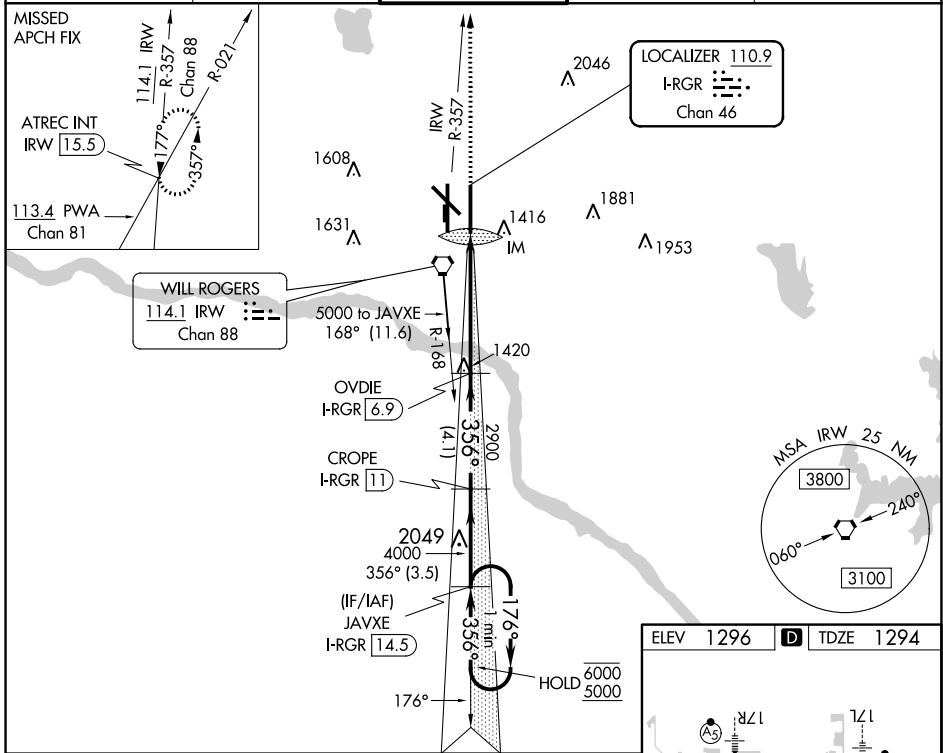 MISSED
APCH FIX
114.1 IRW
R-357
Chan 88
R-021
ATREC INT
IRW 15.5
177°
357°
113.4 PWA
Chan 81
IRW
R-357
2046
LOCALIZER 110.9
I-RGR
Chan 46
1608
1631
1416
IM
1881
1953
WILL ROGERS
114.1 IRW
Chan 88
5000 to JAVXE
168° (11.6)
R-168
1420
OVDIE
I-RGR 6.9
356°
(4.1)
2900
CROPE
I-RGR 11
2049
4000
356° (3.5)
(IF/IAF)
JAVXE
I-RGR 14.5
356°
1 min
176°
HOLD 6000
5000
176°
MSA IRW 25 NM
3800
240°
060°
3100
ELEV 1296 D TDZE 1294
A5
17R
17L